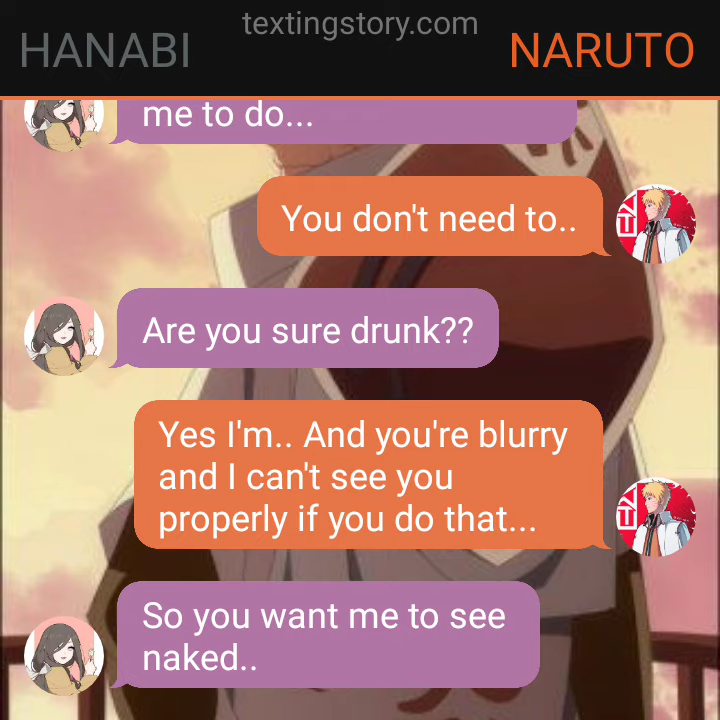 textingstory.com
HANABI
NARUTO
me to do...
You don't need to..
Are you sure drunk??
Yes I'm.. And you're blurry
and I can't see you
properly if you do that...
So you want me to see
naked..